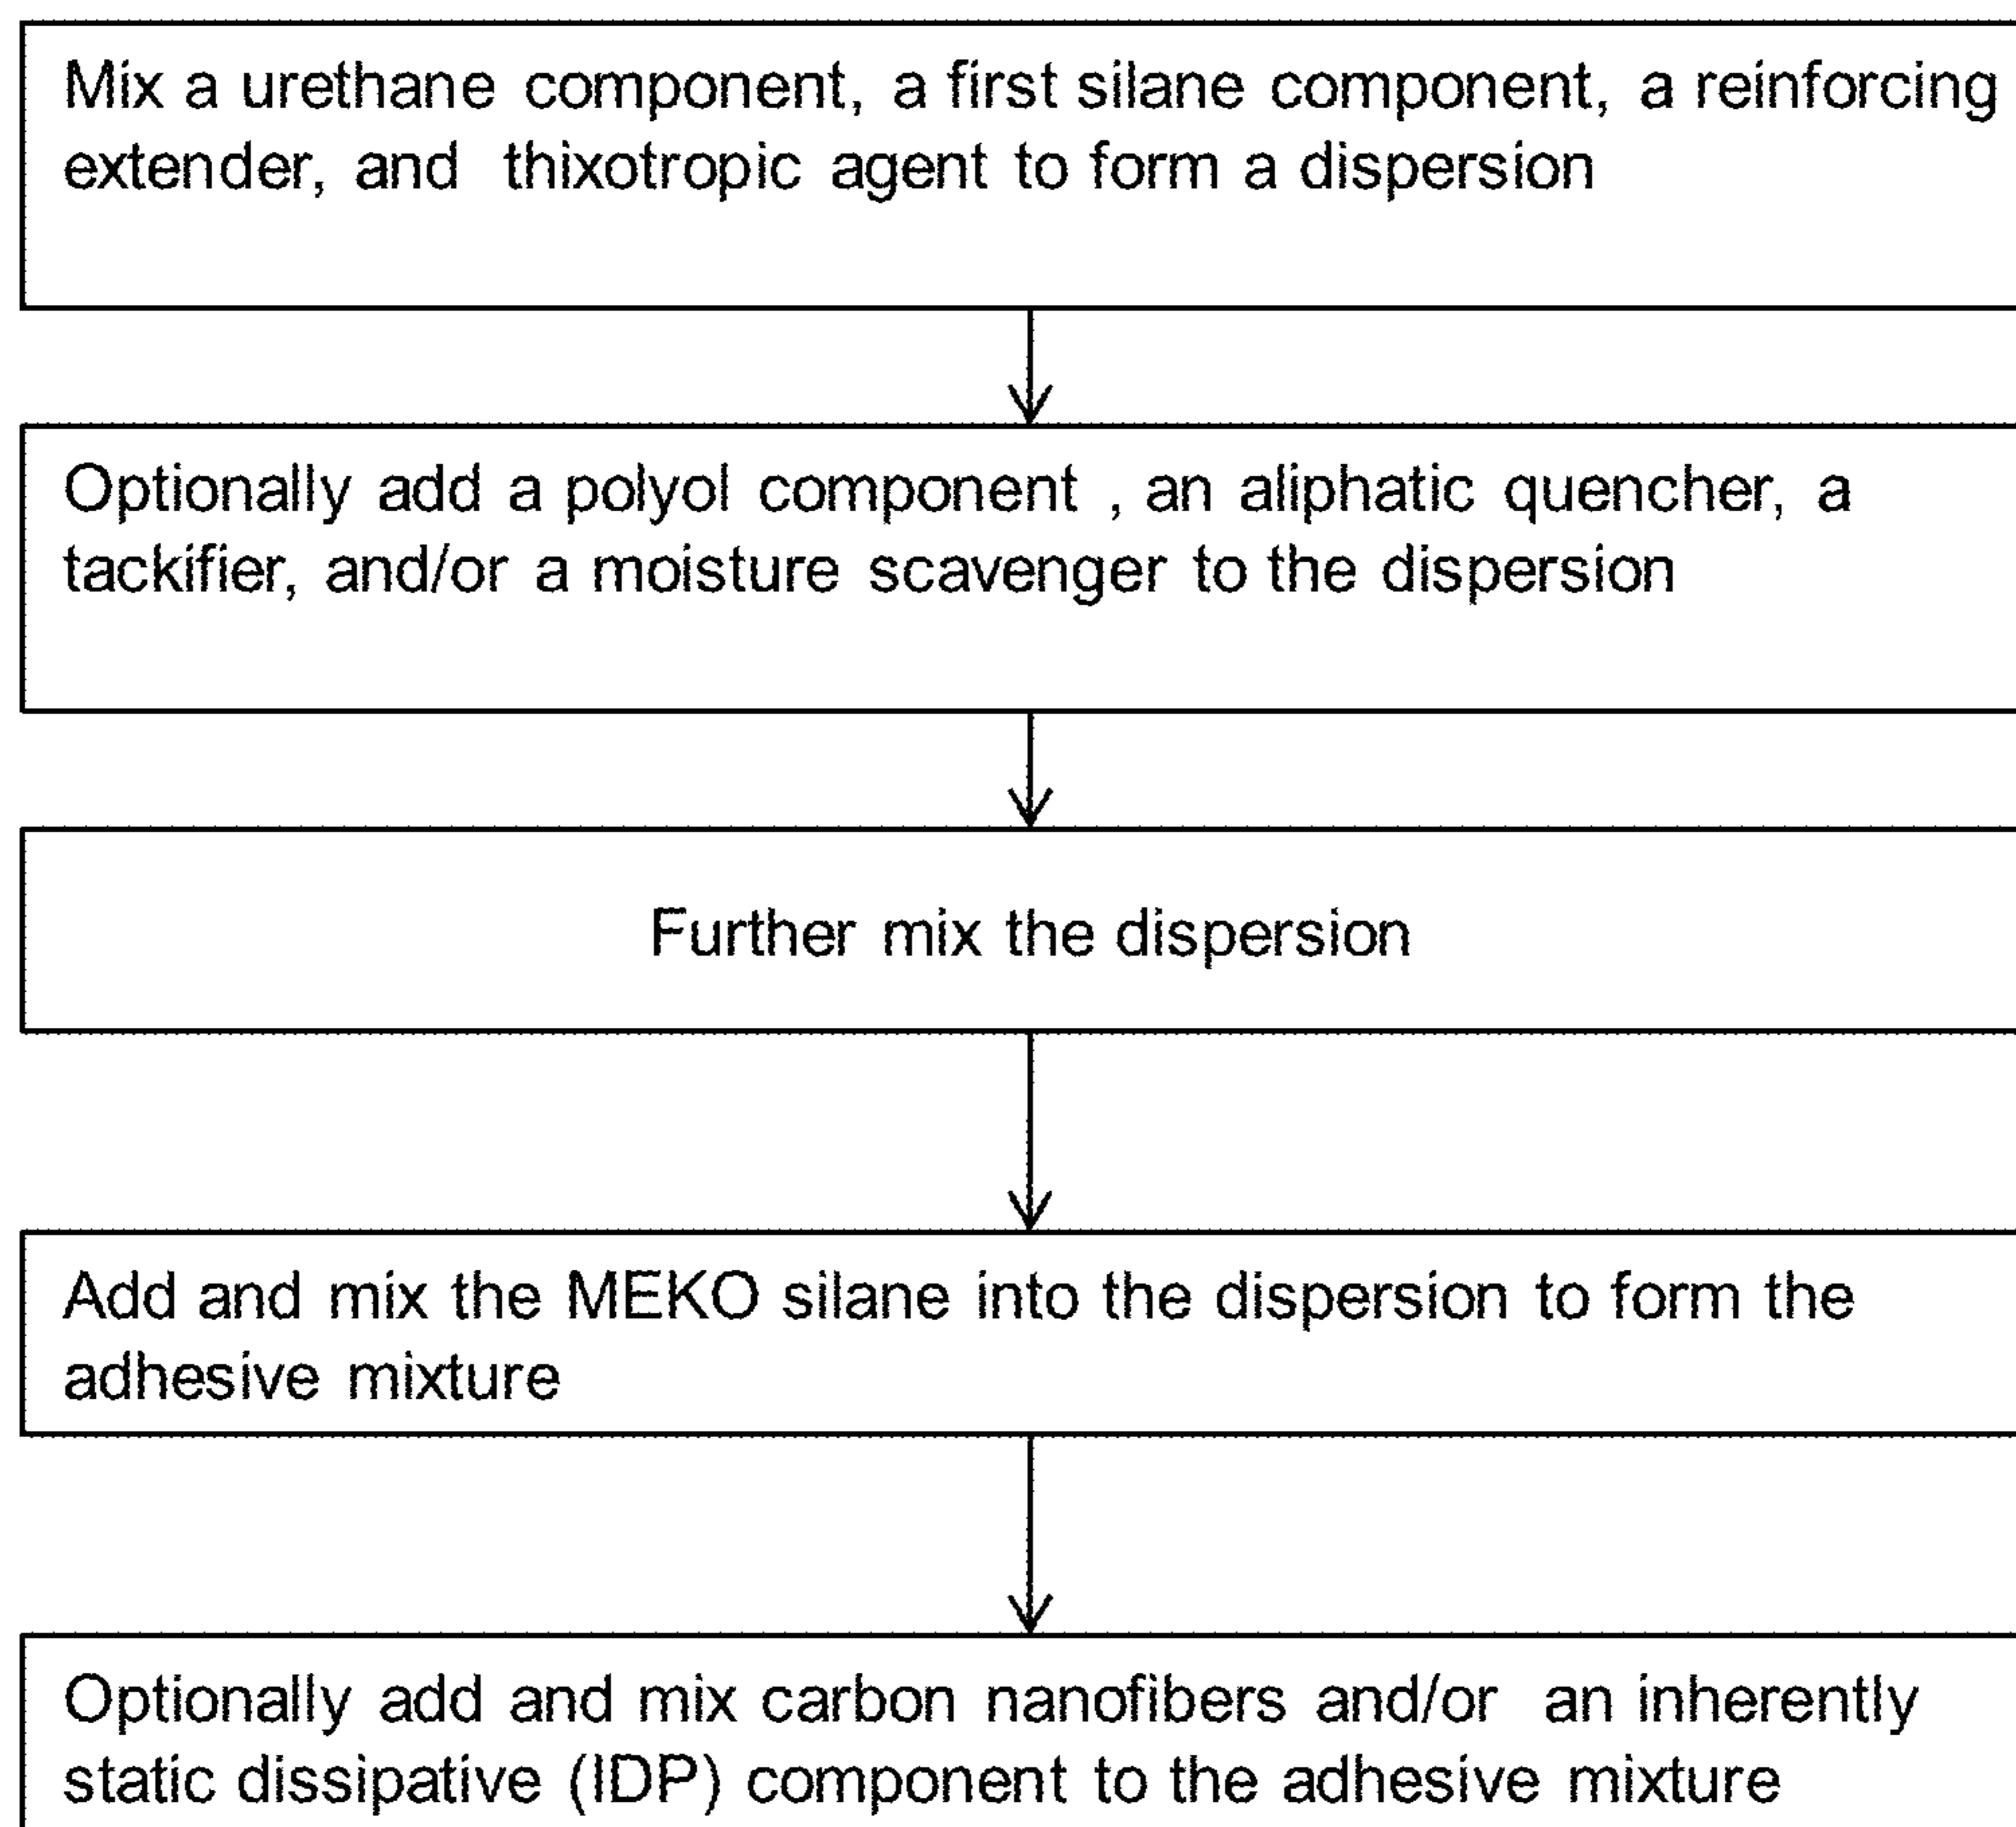 Mix a urethane component, a first silane component, a reinforcing
extender, and thixotropic agent to form a dispersion
Optionally add a polyol component , an aliphatic quencher, a
tackifier, and/or a moisture scavenger to the dispersion
Further mix the dispersion
Add and mix the MEKO silane into the dispersion to form the
adhesive mixture
Optionally add and mix carbon nanofibers and/or an inherently
static dissipative (IDP) component to the adhesive mixture